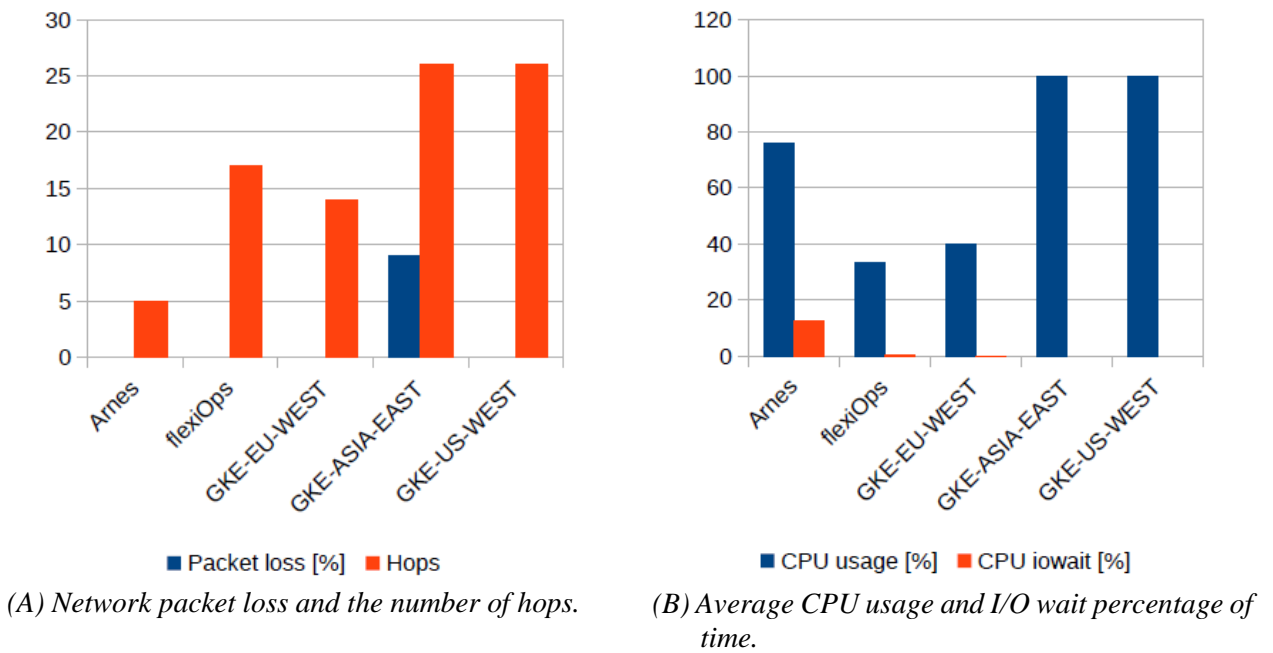 30
25
20
15
10
5
0
Arnes
flexiOps
GKE-EU-WEST
GKE-ASIA-EAST
GKE-US-WEST
Packet loss [%] Hops
(A) Network packet loss and the number of hops.
120
100
80
60
40
20
0
Arnes
flexiOps
GKE-EU-WEST
GKE-ASIA-EAST
GKE-US-WEST
CPU usage [%] CPU iowait [%]
(B) Average CPU usage and I/O wait percentage of
time.